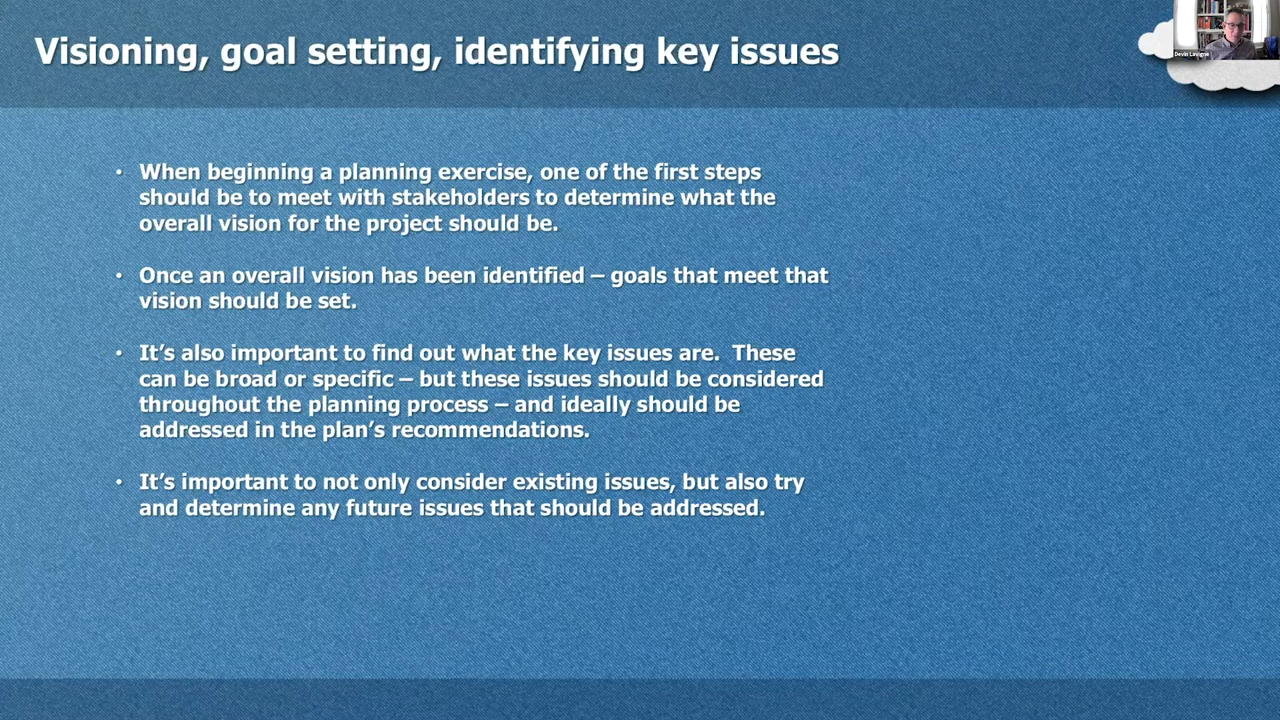 Visioning, goal setting, identifying key issues
Devin Lavigne
• When beginning a planning exercise, one of the first steps
should be to meet with stakeholders to determine what the
overall vision for the project should be.
• Once an overall vision has been identified – goals that meet that
vision should be set.
• It’s also important to find out what the key issues are.  These
can be broad or specific – but these issues should be considered
throughout the planning process – and ideally should be
addressed in the plan’s recommendations.
• It’s important to not only consider existing issues, but also try
and determine any future issues that should be addressed.